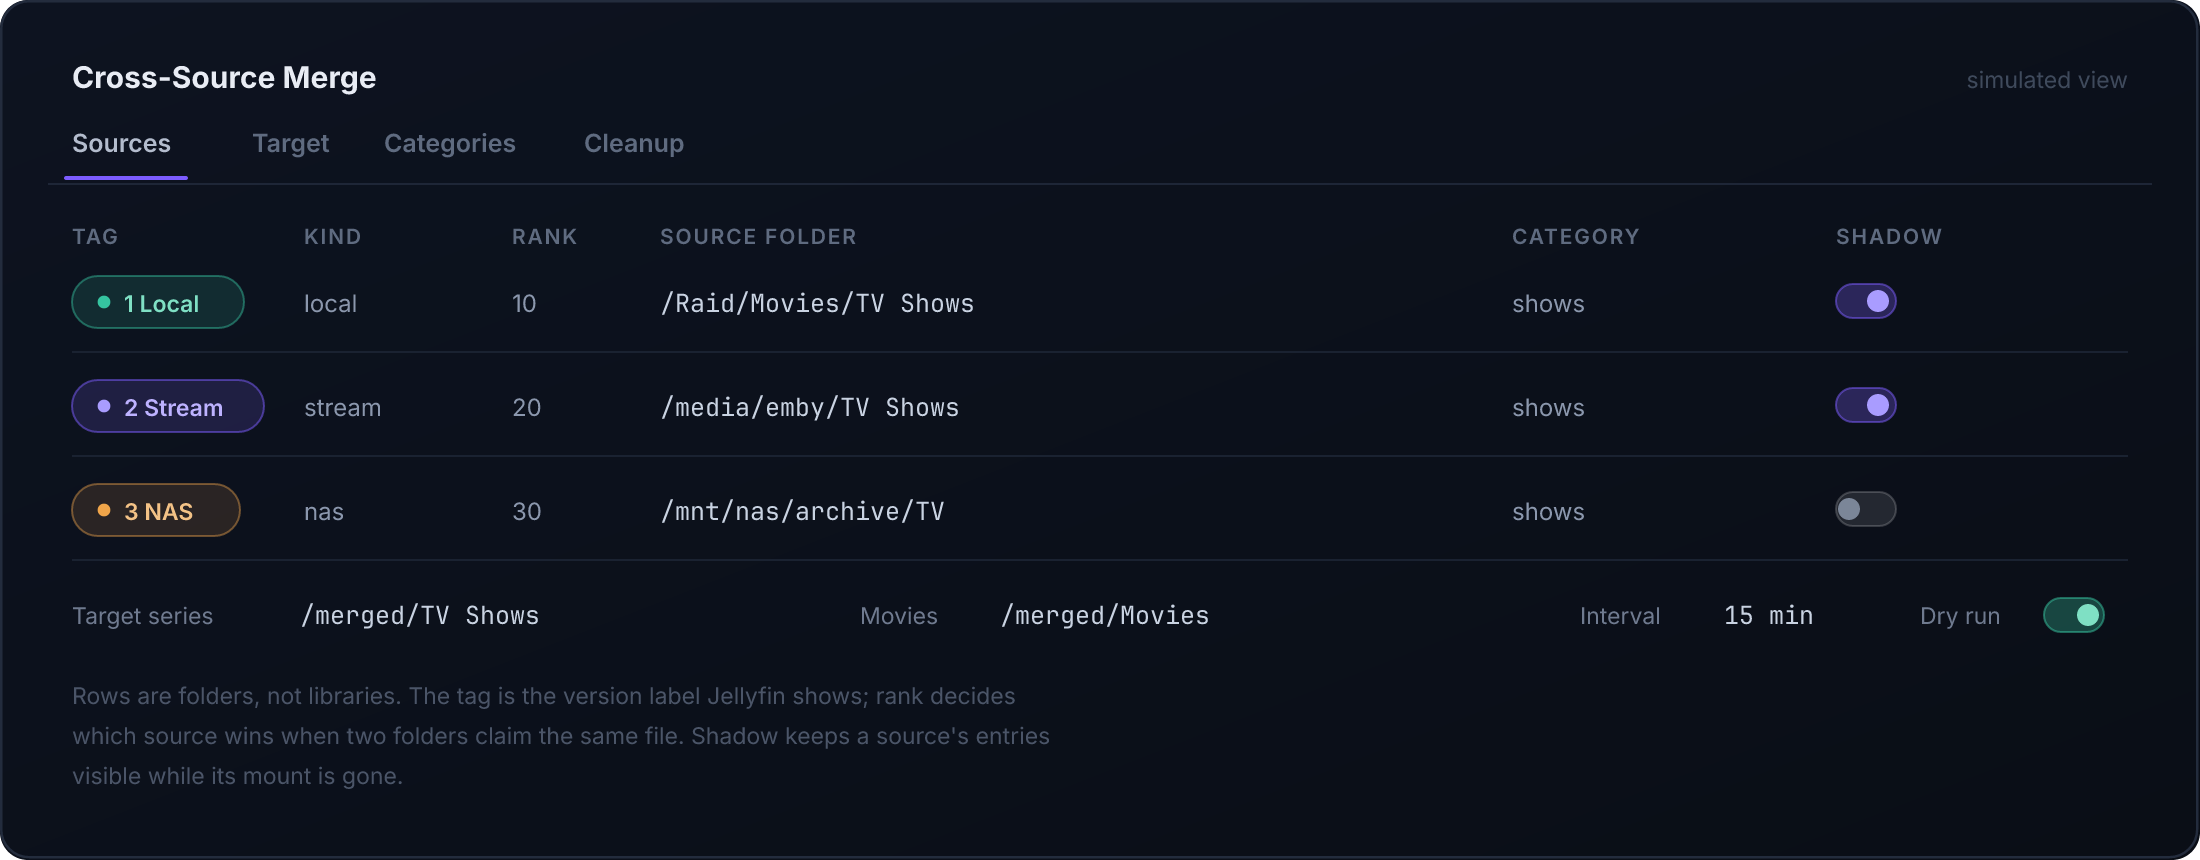 Cross-Source Merge
simulated view
Sources Target Categories Cleanup
TAG KIND RANK SOURCE FOLDER CATEGORY SHADOW
1 Local local 10 /Raid/Movies/TV Shows shows
2 Stream stream 20 /media/emby/TV Shows shows
3 NAS nas 30 /mnt/nas/archive/TV shows
Target series /merged/TV Shows Movies /merged/Movies Interval 15 min Dry run
Rows are folders, not libraries. The tag is the version label Jellyfin shows; rank decides
which source wins when two folders claim the same file. Shadow keeps a source's entries
visible while its mount is gone.